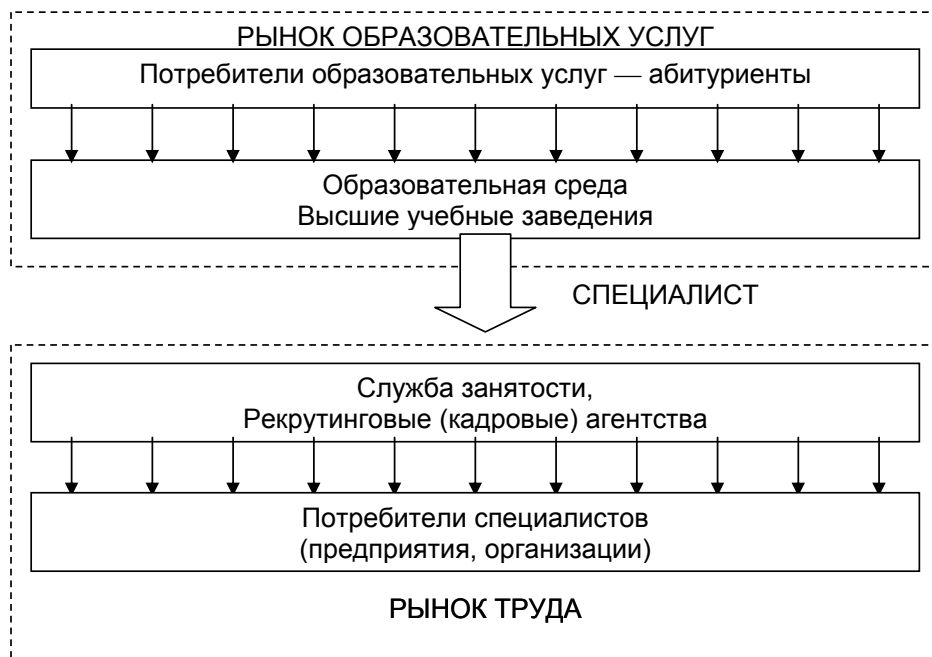 РЫНОК ОБРАЗОВАТЕЛЬНЫХ УСЛУГ
Потребители образовательных услуг — абитуриенты
Образовательная среда
Высшие учебные заведения
СПЕЦИАЛИСТ
Служба занятости,
Рекрутинговые (кадровые) агентства
Потребители специалистов
(предприятия, организации)
РЫНОК ТРУДА